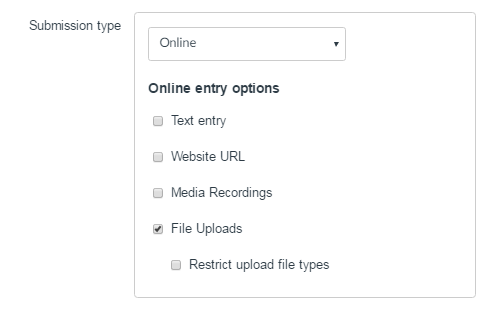 Submission type
Online
Online entry options
Text entry
Website URL
Media Recordings
File Uploads
Restrict upload file types